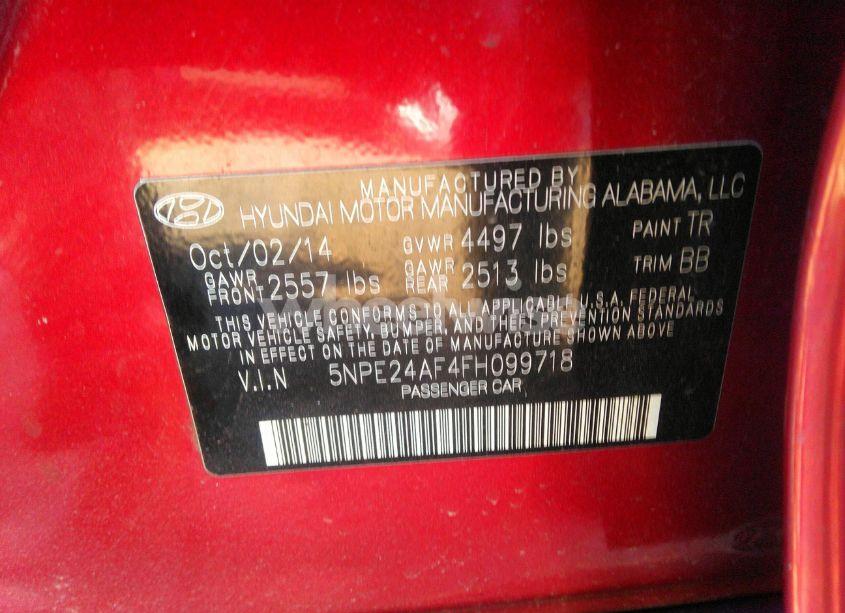 MANUFACTURED BY
HYUNDAI MOTOR MANUFACTURING ALABAMA, LLC
Oct/02/14 GVWR 4497 lbs PAINT TR
GAWR FRONT 2557 lbs GAWR REAR 2513 lbs TRIM BB
THIS VEHICLE CONFORMS TO ALL APPLICABLE U.S.A. FEDERAL
MOTOR VEHICLE SAFETY, BUMPER, AND THEFT PREVENTION STANDARDS
IN EFFECT ON THE DATE OF MANUFACTURE SHOWN ABOVE
V.I.N 5NPE24AF4FH099718
PASSENGER CAR